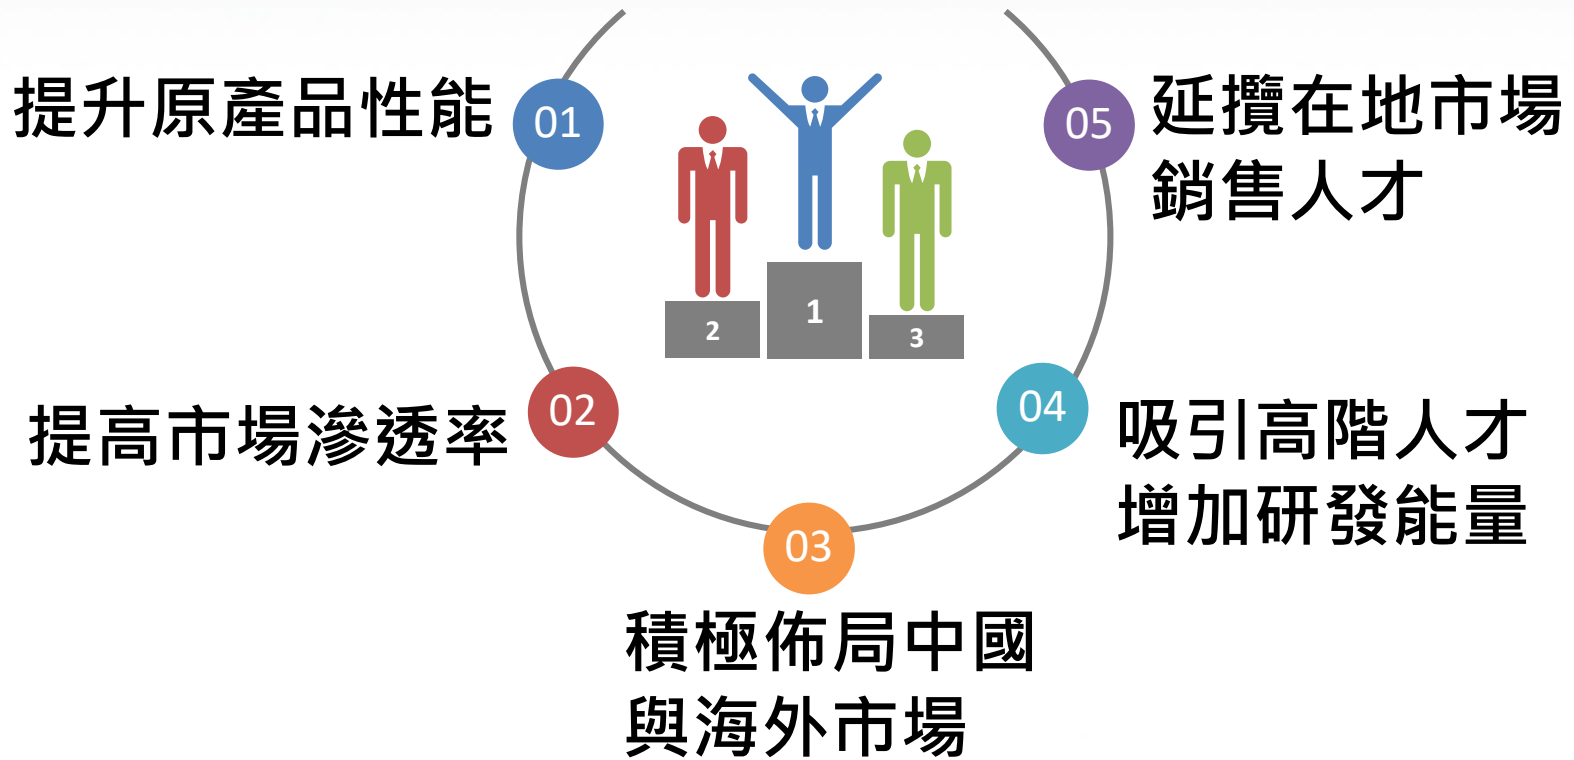 01
提升原產品性能
02
提高市場滲透率
03
積極佈局中國
與海外市場
04
吸引高階人才
增加研發能量
05
延攬在地市場
銷售人才
2
1
3